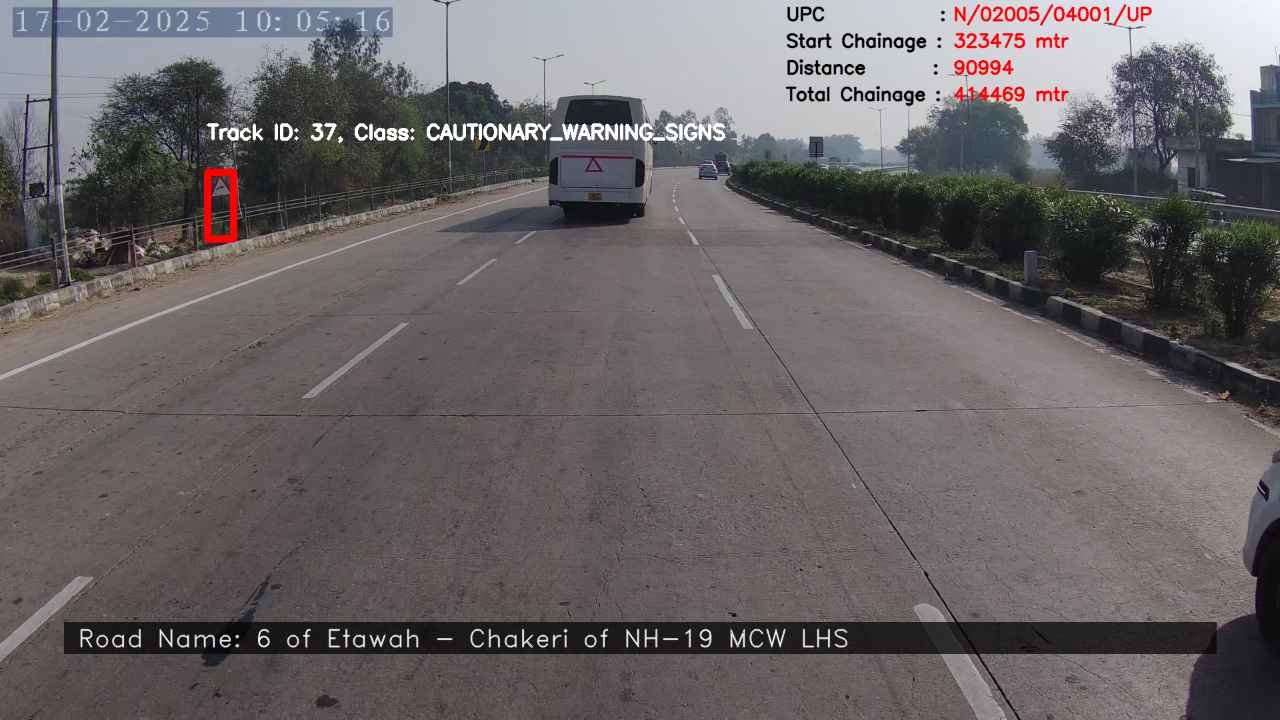 17-02-2025 10:05:16
UPC : N/02005/04001/UP
Start Chainage : 323475 mtr
Distance : 90994
Total Chainage : 414469 mtr
Track ID: 37, Class: CAUTIONARY_WARNING_SIGNS
Road Name: 6 of Etawah - Chakeri of NH-19 MCW LHS